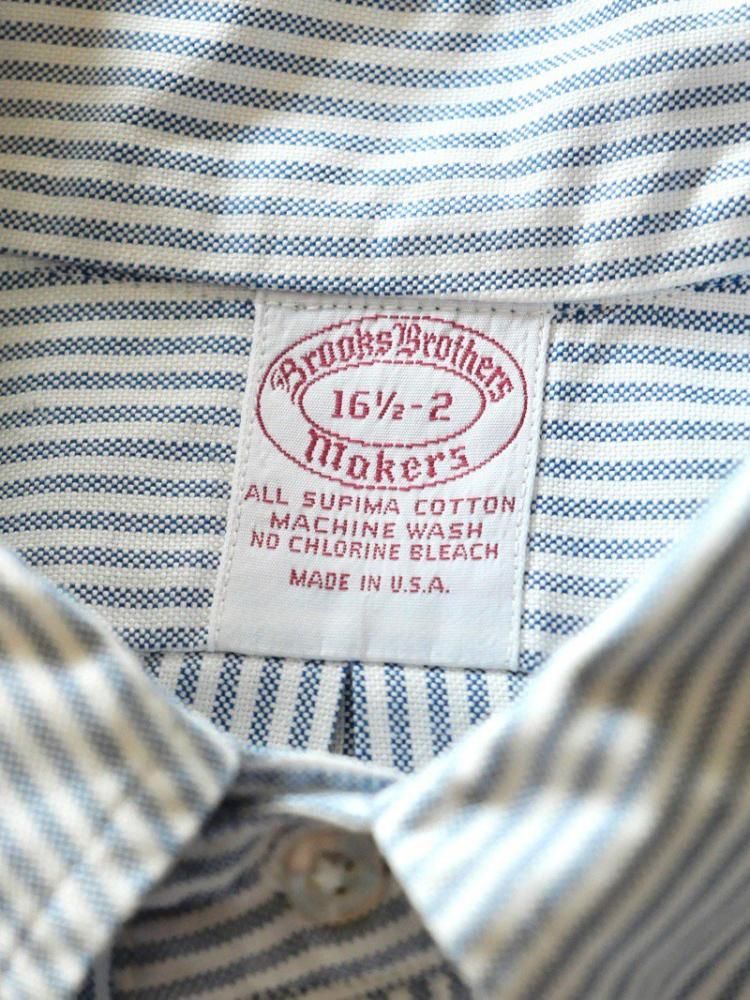 Brooks Brothers
16½-2
Makers
ALL SUPIMA COTTON
MACHINE WASH
NO CHLORINE BLEACH
MADE IN U.S.A.